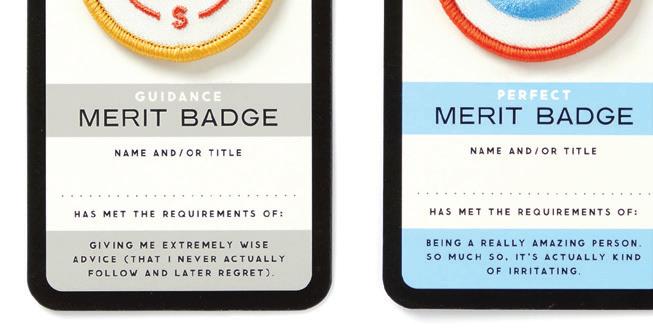 S
GUIDANCE
MERIT BADGE
NAME AND/OR TITLE
HAS MET THE REQUIREMENTS OF:
GIVING ME EXTREMELY WISE
ADVICE (THAT I NEVER ACTUALLY
FOLLOW AND LATER REGRET).
PERFECT
MERIT BADGE
NAME AND/OR TITLE
HAS MET THE REQUIREMENTS OF:
BEING A REALLY AMAZING PERSON.
SO MUCH SO, IT'S ACTUALLY KIND
OF IRRITATING.